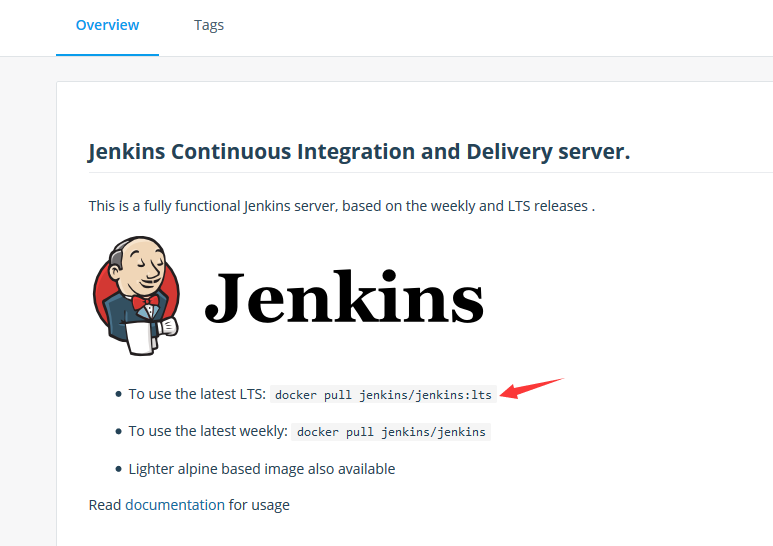 Overview Tags
Jenkins Continuous Integration and Delivery server.
This is a fully functional Jenkins server, based on the weekly and LTS releases .
Jenkins
To use the latest LTS: docker pull jenkins/jenkins:lts
To use the latest weekly: docker pull jenkins/jenkins
Lighter alpine based image also available
Read documentation for usage